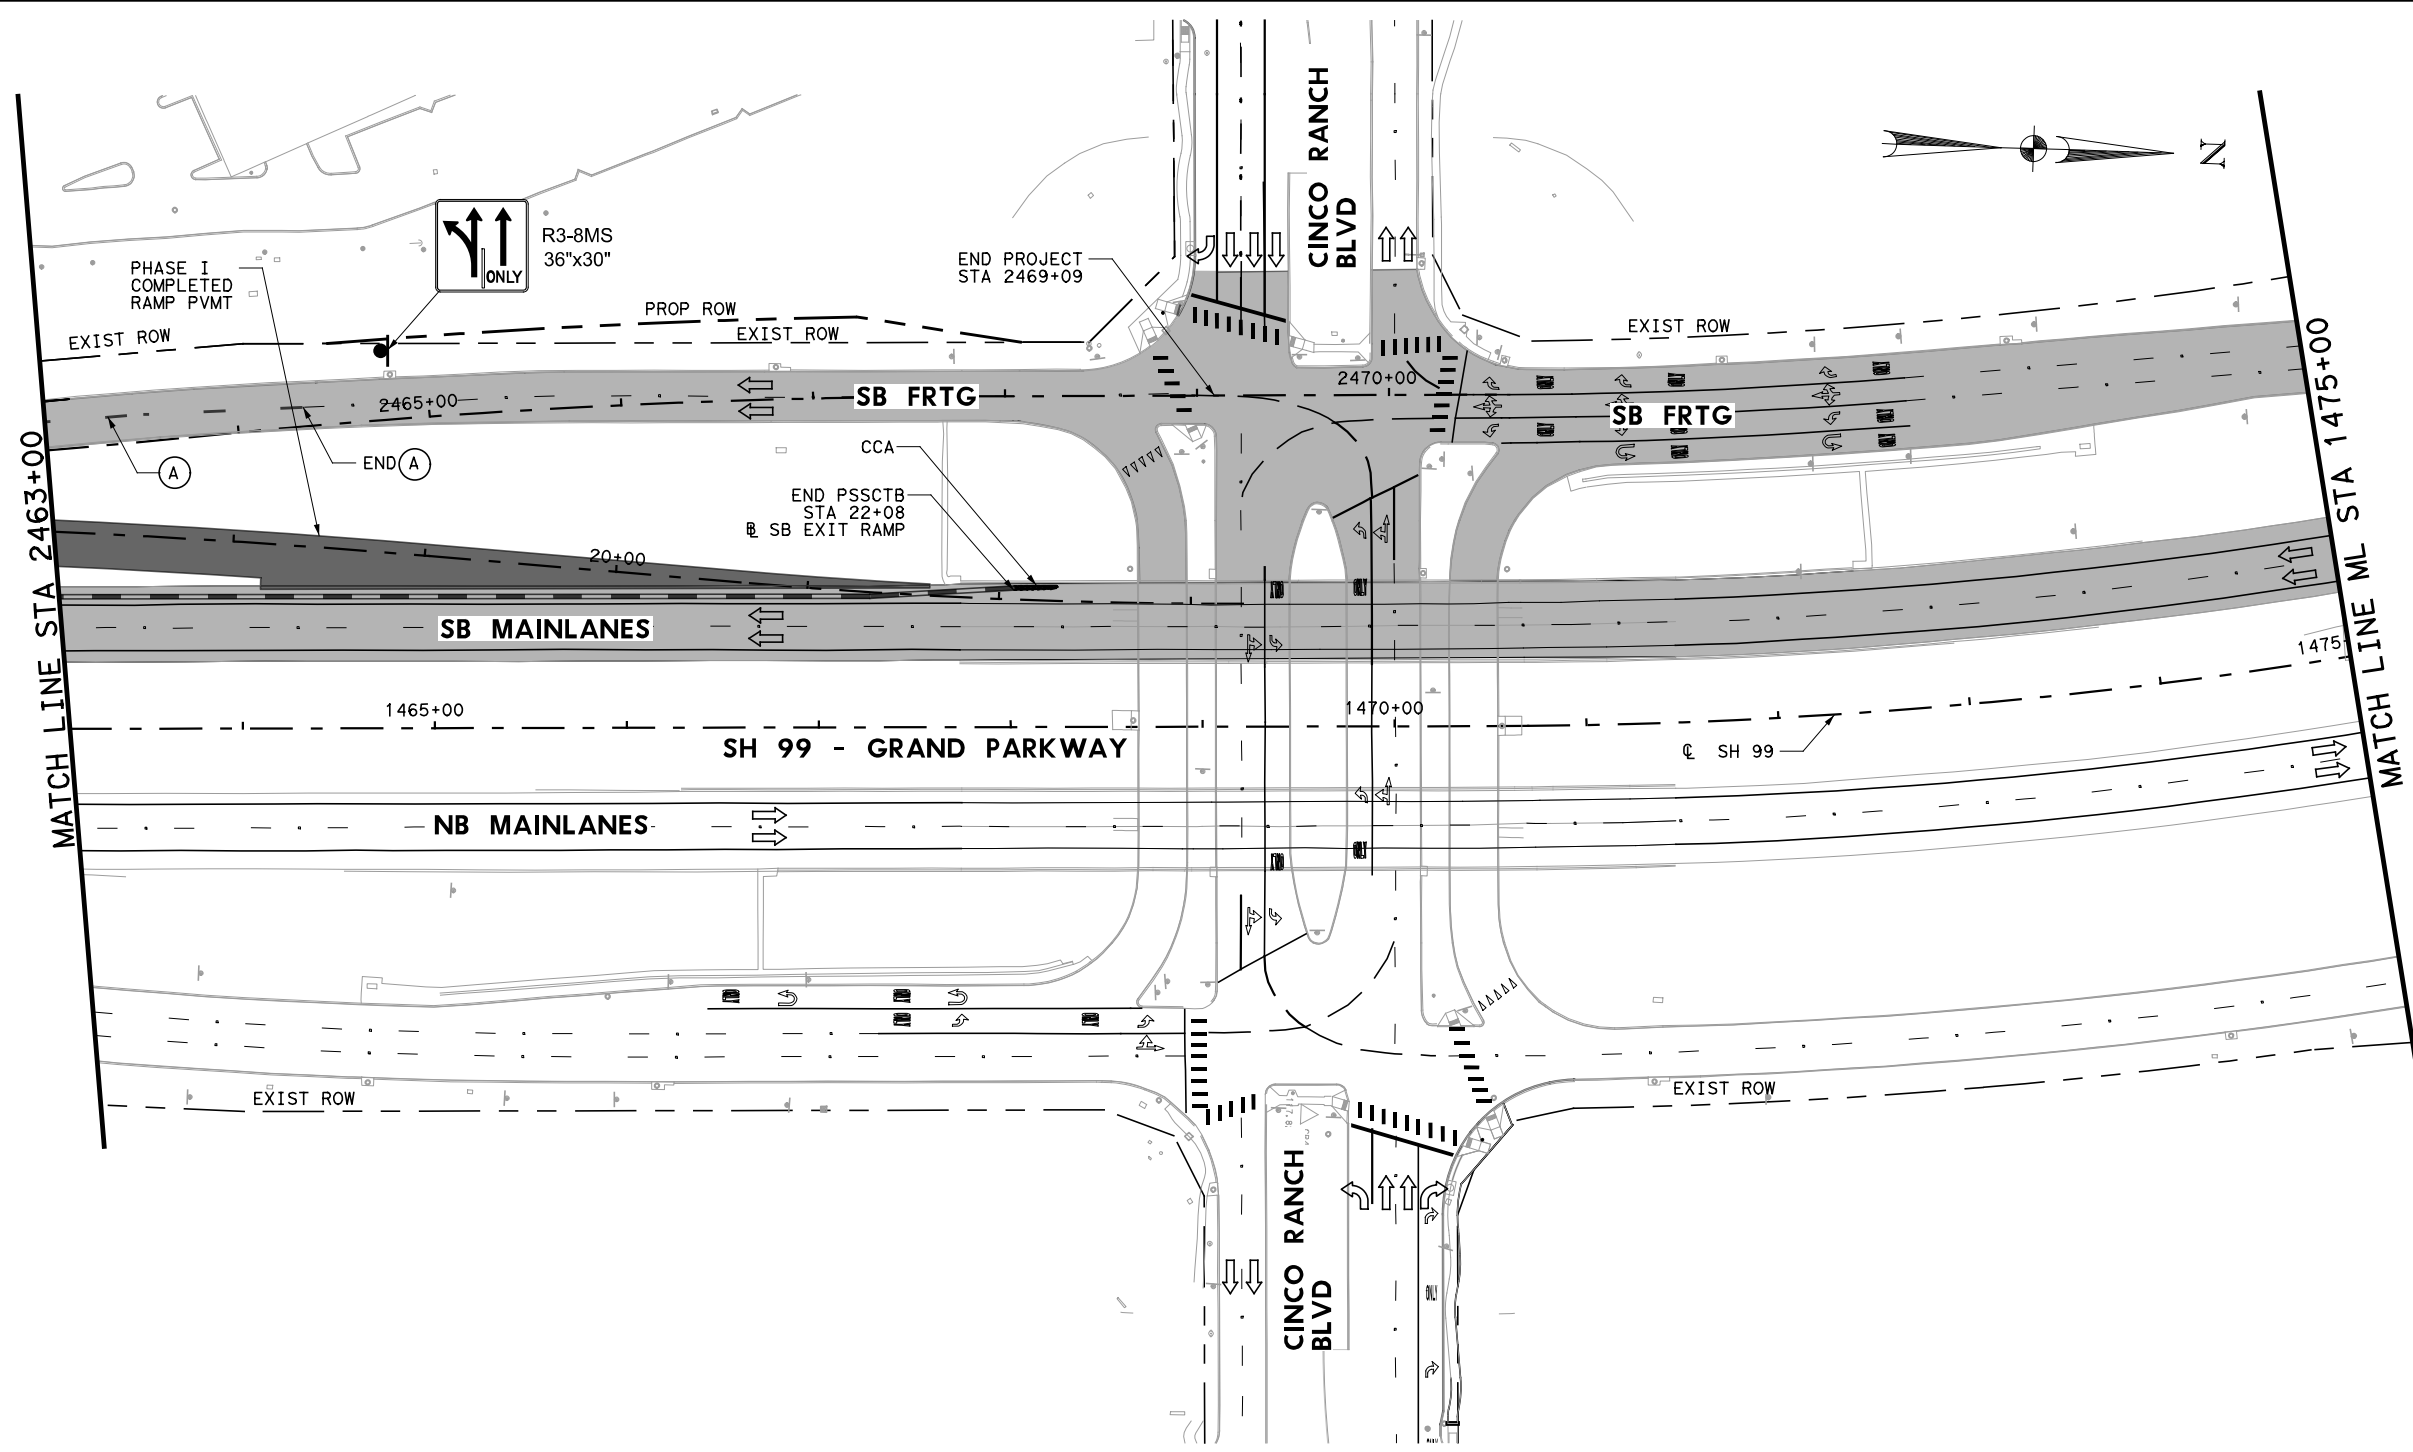 CINCO RANCH
BLVD
N
R3-8MS
36"x30"
ONLY
PHASE I
COMPLETED
RAMP PVMT
END PROJECT
STA 2469+09
PROP ROW
EXIST ROW
EXIST ROW
EXIST ROW
2470+00
2465+00
SB FRTG
SB FRTG
A
END A
CCA
END PSSCTB
STA 22+08
℄ SB EXIT RAMP
20+00
SB MAINLANES
1475+
1465+00
1470+00
SH 99 - GRAND PARKWAY
℄ SH 99
NB MAINLANES
EXIST ROW
EXIST ROW
CINCO RANCH
BLVD
ONLY
MATCH LINE STA 2463+00
MATCH LINE ML STA 1475+00